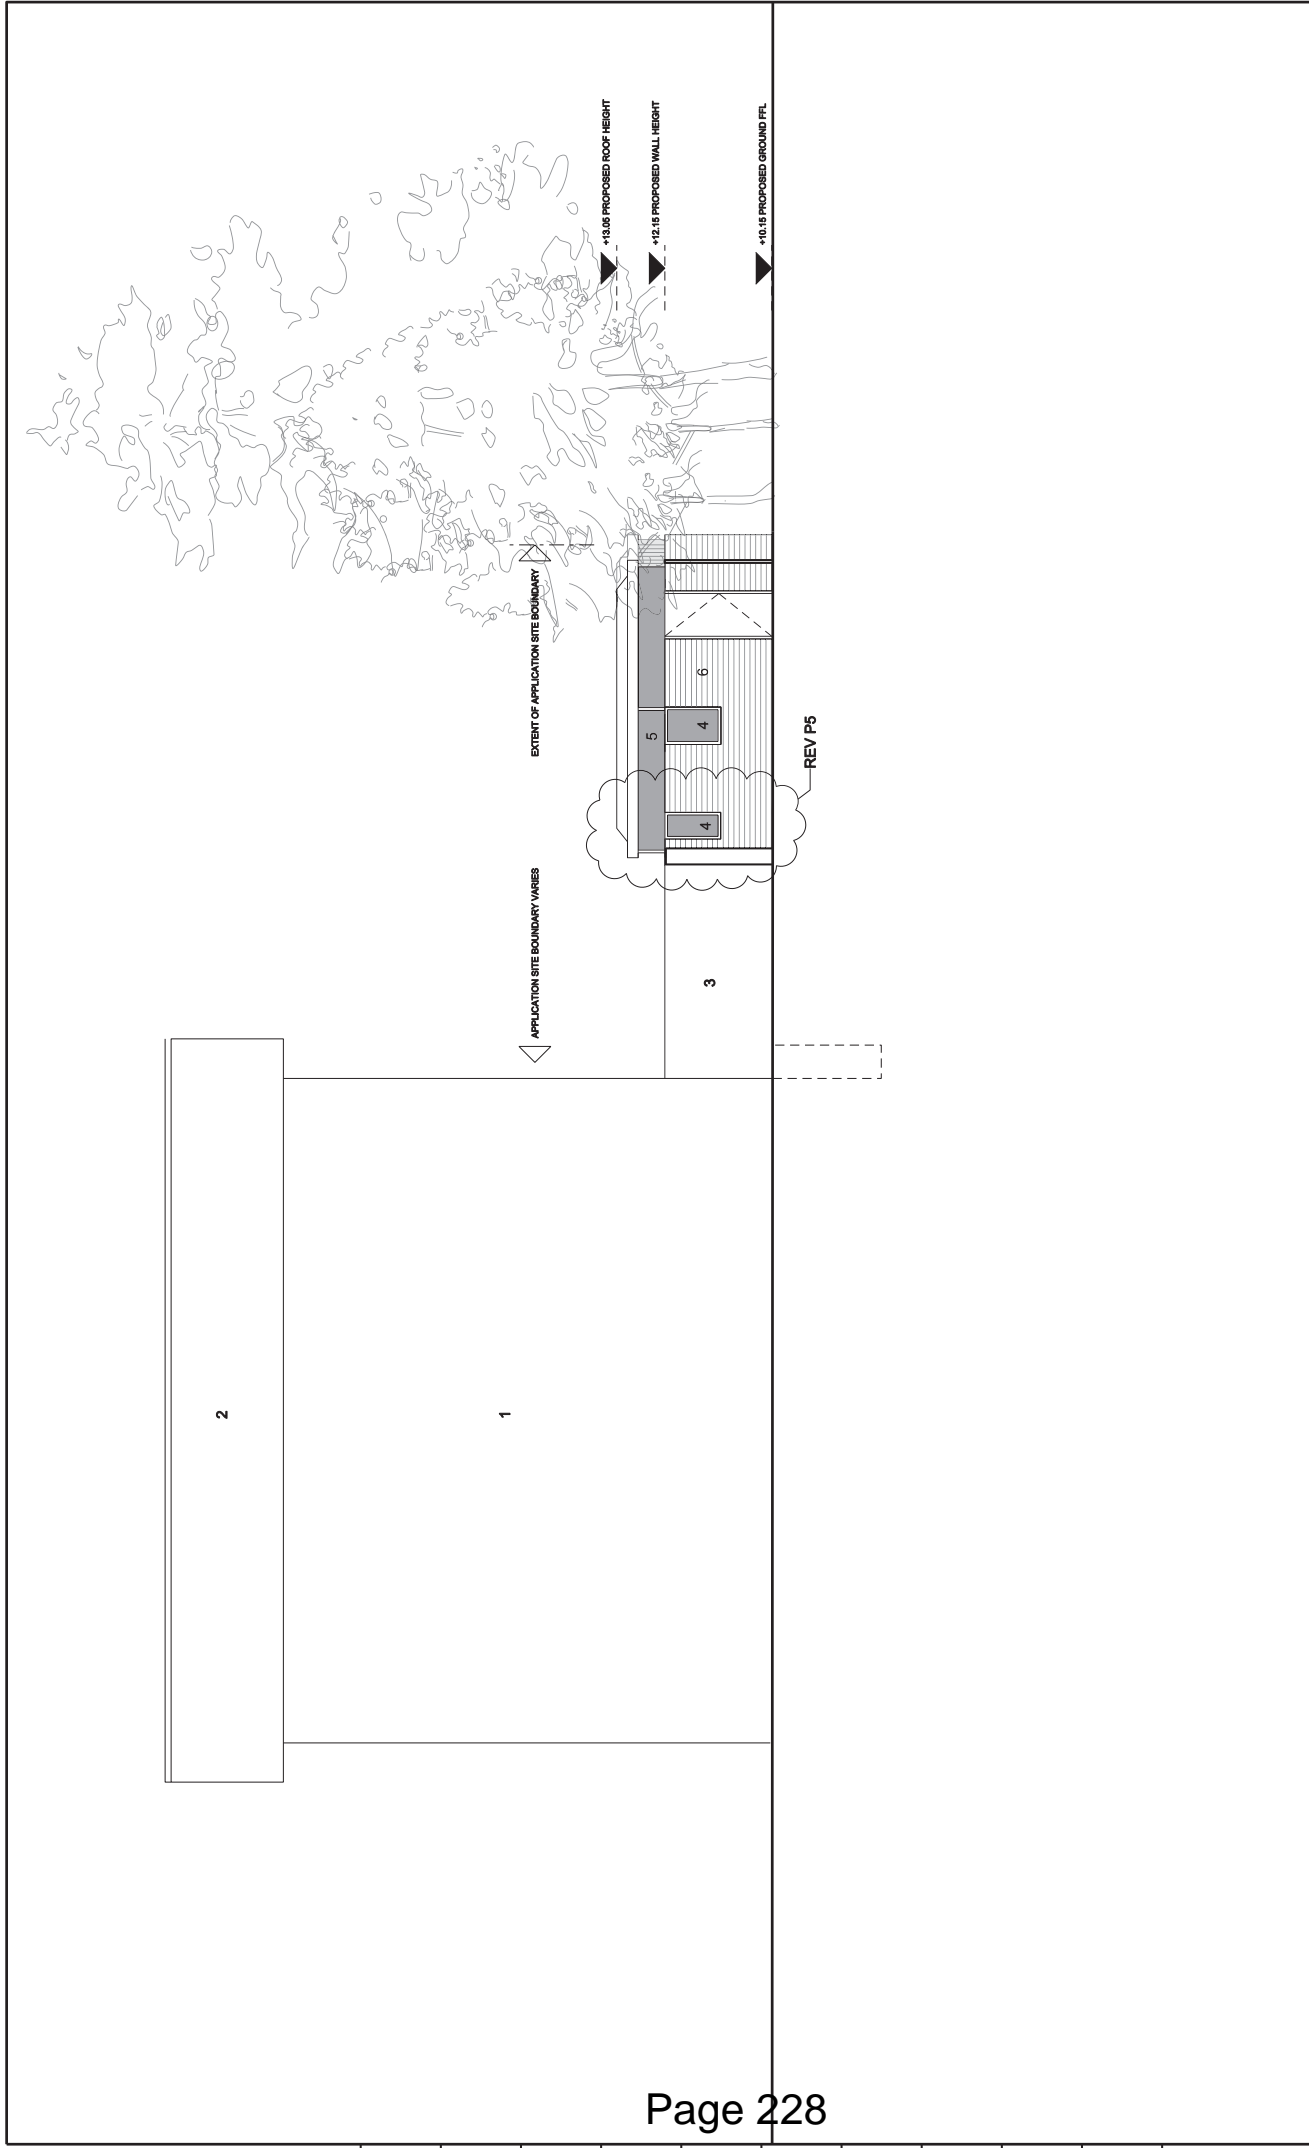 +13.05 PROPOSED ROOF HEIGHT
+12.15 PROPOSED WALL HEIGHT
+10.15 PROPOSED GROUND FFL
APPLICATION SITE BOUNDARY VARIES
EXTENT OF APPLICATION SITE BOUNDARY
2
1
3
4
5
4
6
REV P5
Page 228